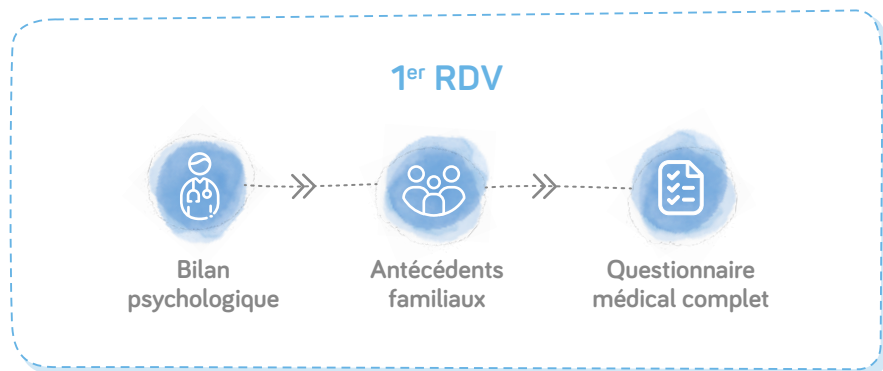 1er RDV
Bilan
psychologique
Antécédents
familiaux
Questionnaire
médical complet